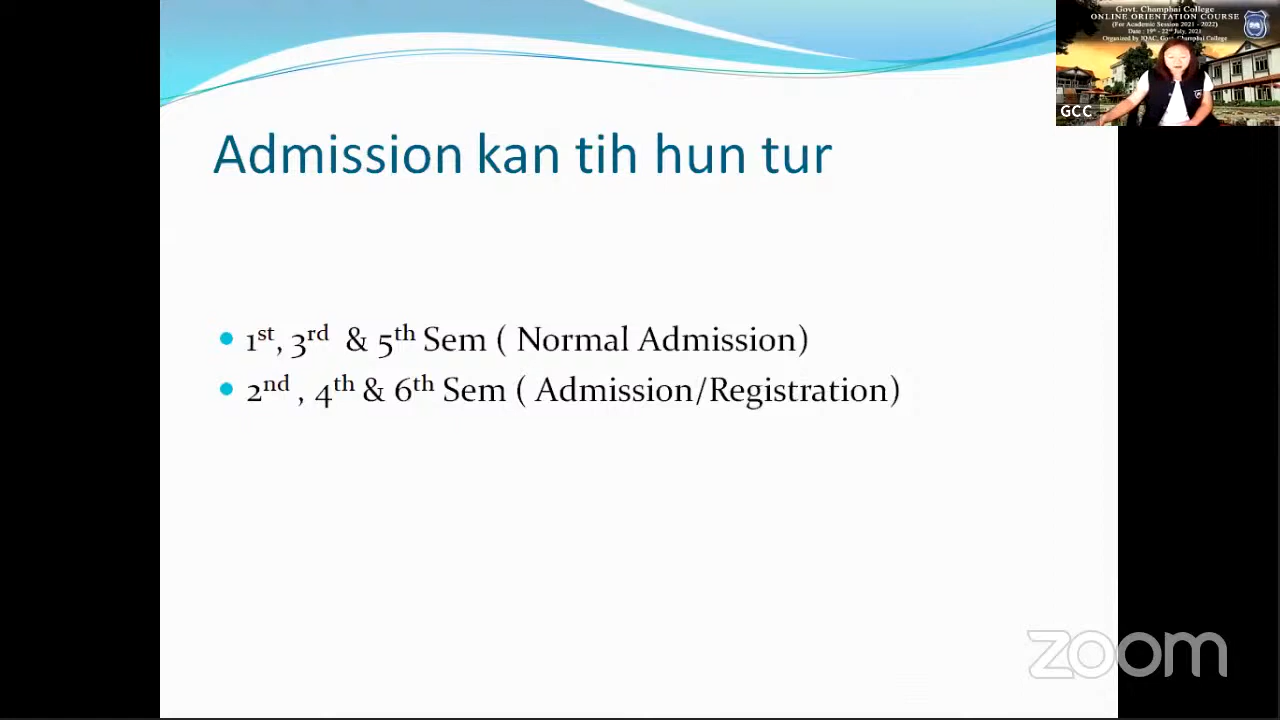 Govt. Champhai College
ONLINE ORIENTATION COURSE
(For Academic Session 2021 - 2022)
Date : 19th - 22nd July, 2021
Organized by IQAC, Govt. Champhai College
GCC
Admission kan tih hun tur
1st, 3rd & 5th Sem ( Normal Admission)
2nd , 4th & 6th Sem ( Admission/Registration)
zoom